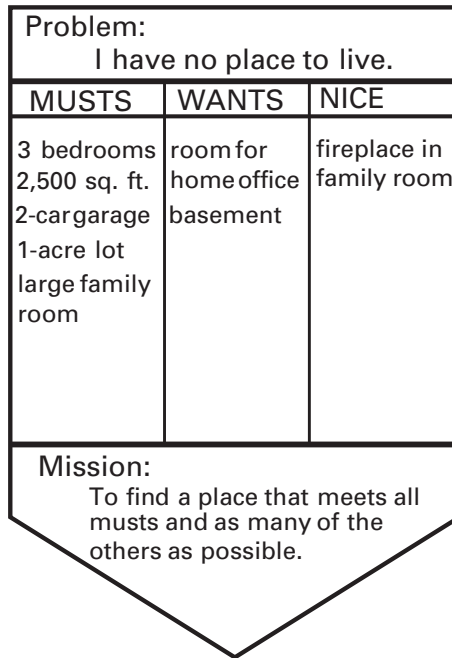 Problem:
I have no place to live.
MUSTS WANTS NICE
3 bedrooms
2,500 sq. ft.
2-car garage
1-acre lot
large family
room
room for
home office
basement
fireplace in
family room
Mission:
To find a place that meets all
musts and as many of the
others as possible.